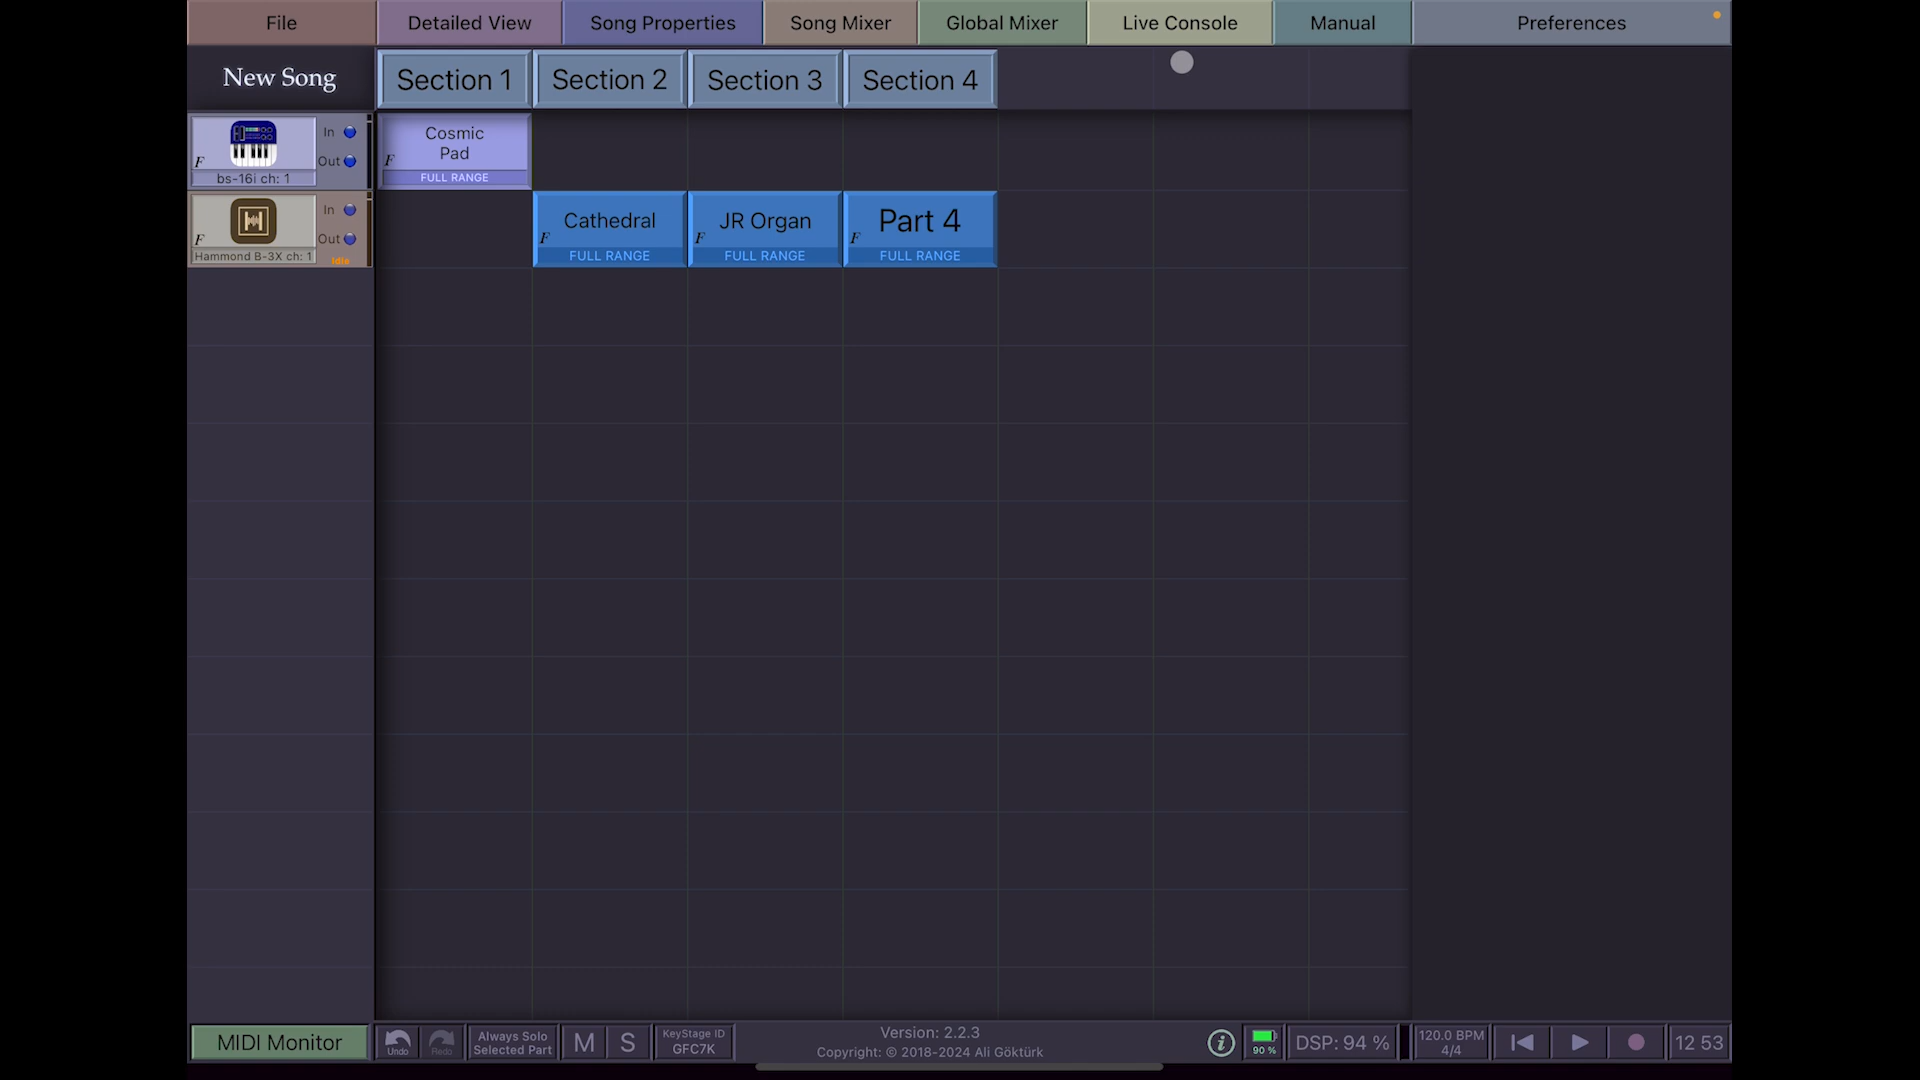 File Detailed View Song Properties Song Mixer Global Mixer Live Console Manual Preferences
New Song Section 1 Section 2 Section 3 Section 4
F
bs-16i ch: 1
In
Out
F
Cosmic
Pad
FULL RANGE
F
Hammond B-3X ch: 1
In
Out
Idle
F
Cathedral
FULL RANGE
F
JR Organ
FULL RANGE
F
Part 4
FULL RANGE
MIDI Monitor
Undo
Redo
Always Solo
Selected Part
M
S
KeyStage ID
GFC7K
Version: 2.2.3
Copyright: © 2018-2024 Ali Göktürk
i
90 %
DSP: 94 %
120.0 BPM
4/4
12 53